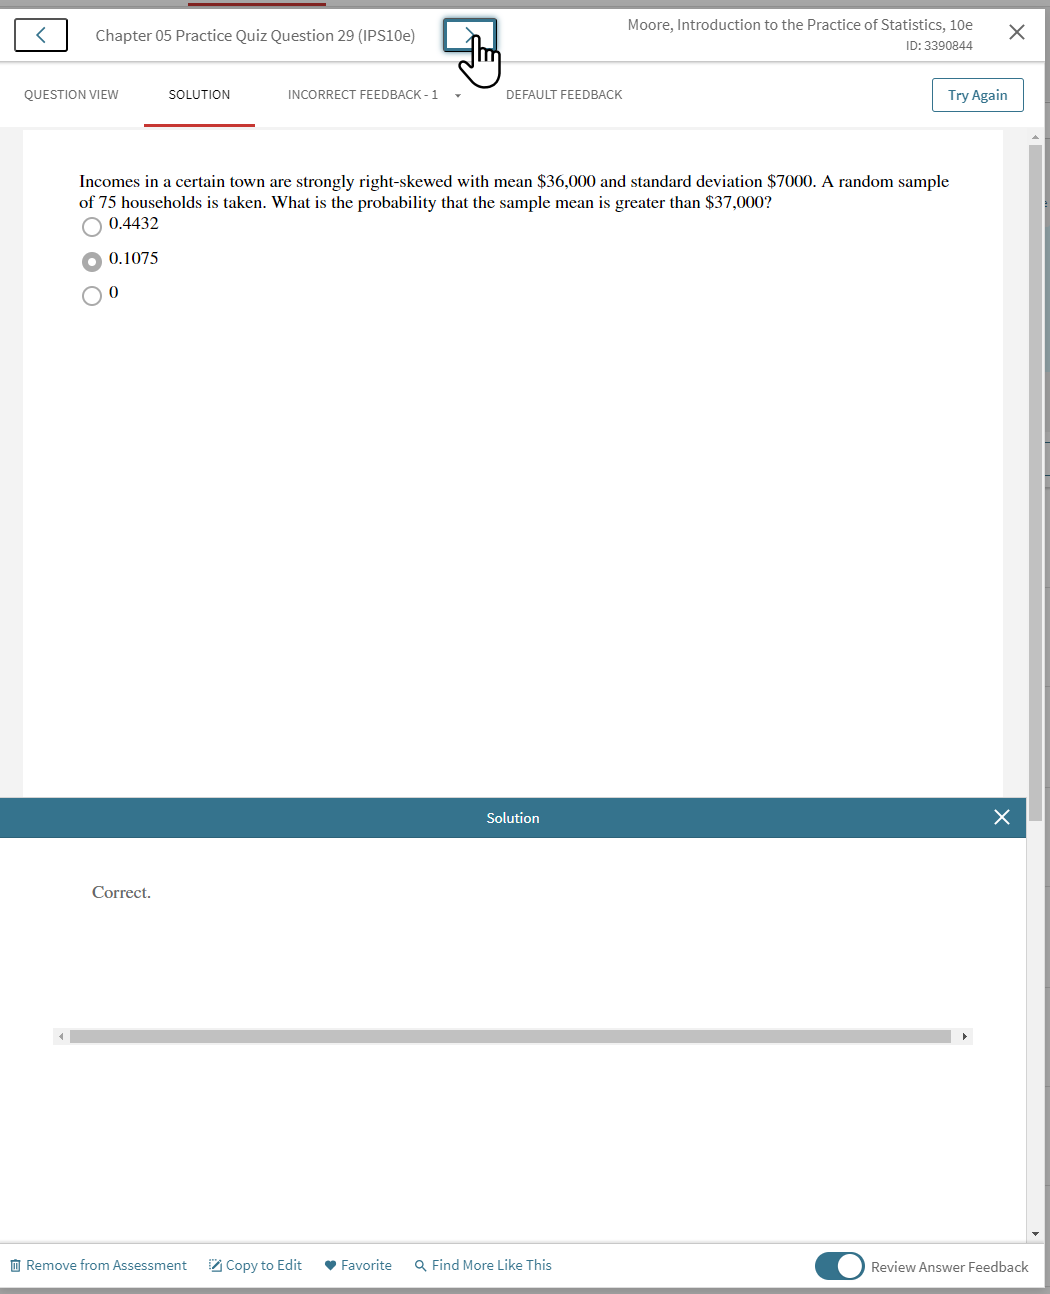 Chapter 05 Practice Quiz Question 29 (IPS10e)
Moore, Introduction to the Practice of Statistics, 10e
ID: 3390844
QUESTION VIEW
SOLUTION
INCORRECT FEEDBACK - 1
DEFAULT FEEDBACK
Try Again
Incomes in a certain town are strongly right-skewed with mean $36,000 and standard deviation $7000. A random sample
of 75 households is taken. What is the probability that the sample mean is greater than $37,000?
0.4432
0.1075
0
Solution
Correct.
Remove from Assessment
Copy to Edit
Favorite
Find More Like This
Review Answer Feedback